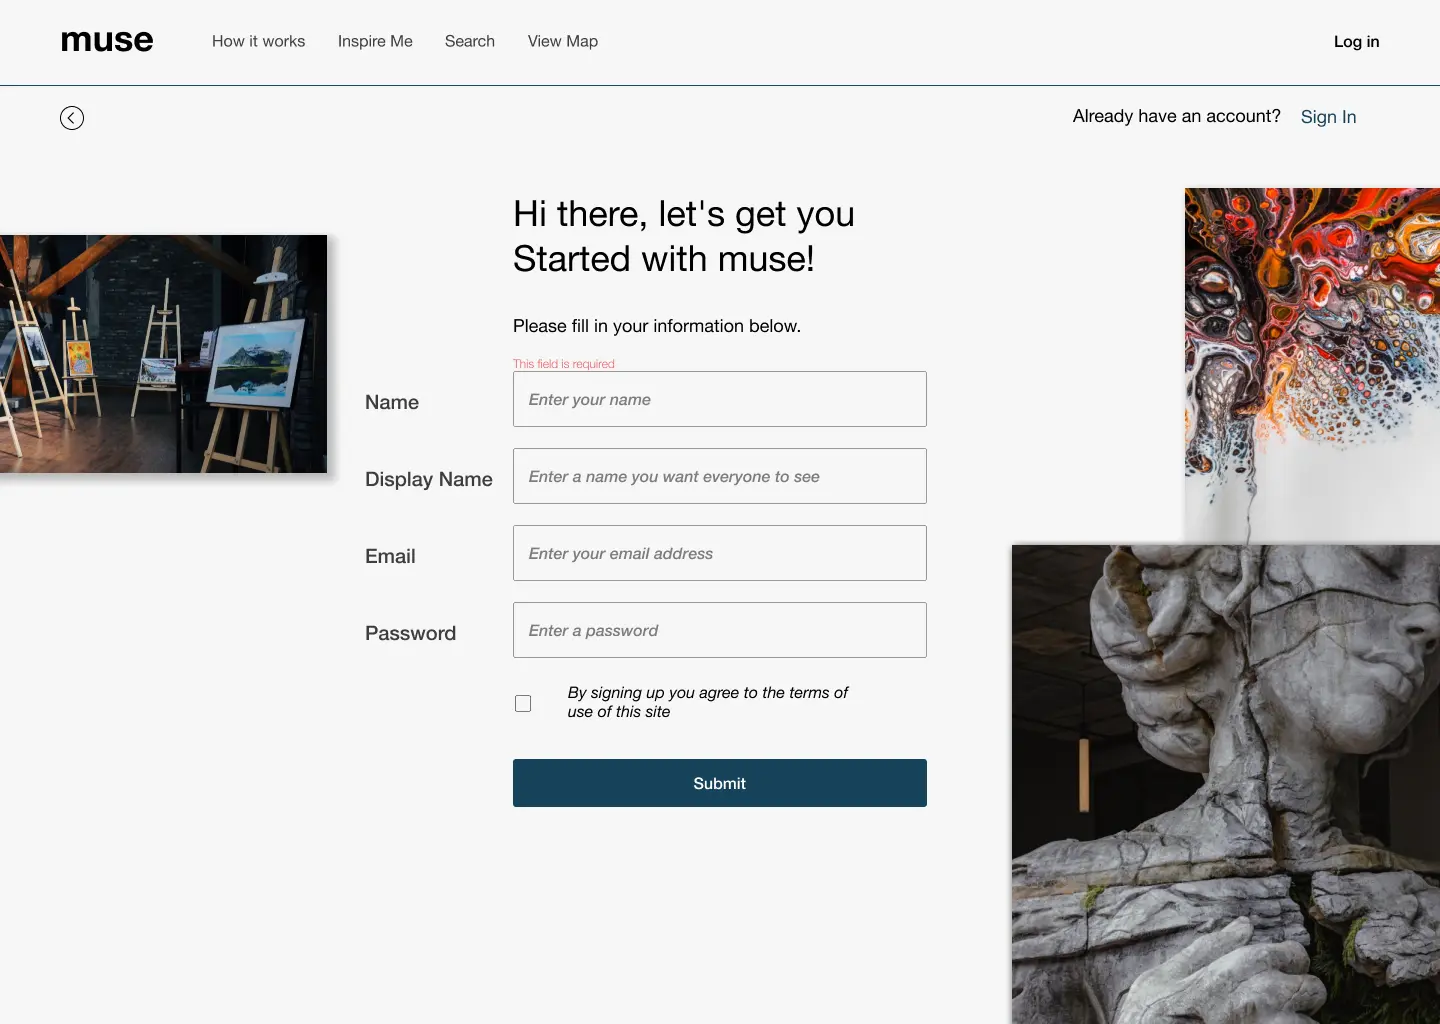 muse
How it works
Inspire Me
Search
View Map
Log in
Already have an account?
Sign In
Hi there, let's get you
Started with muse!
Please fill in your information below.
This field is required
Name
Enter your name
Display Name
Enter a name you want everyone to see
Email
Enter your email address
Password
Enter a password
By signing up you agree to the terms of
use of this site
Submit